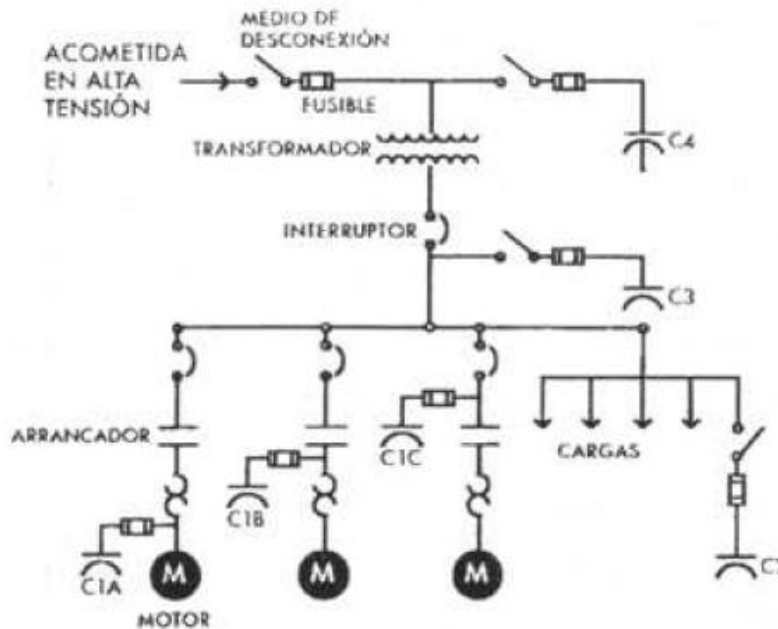 MEDIO DE
DESCONEXIÓN
ACOMETIDA
EN ALTA
TENSIÓN
FUSIBLE
TRANSFORMADOR
C4
INTERRUPTOR
C3
ARRANCADOR
C1C
CARGAS
C1B
C1A
M
M
M
MOTOR